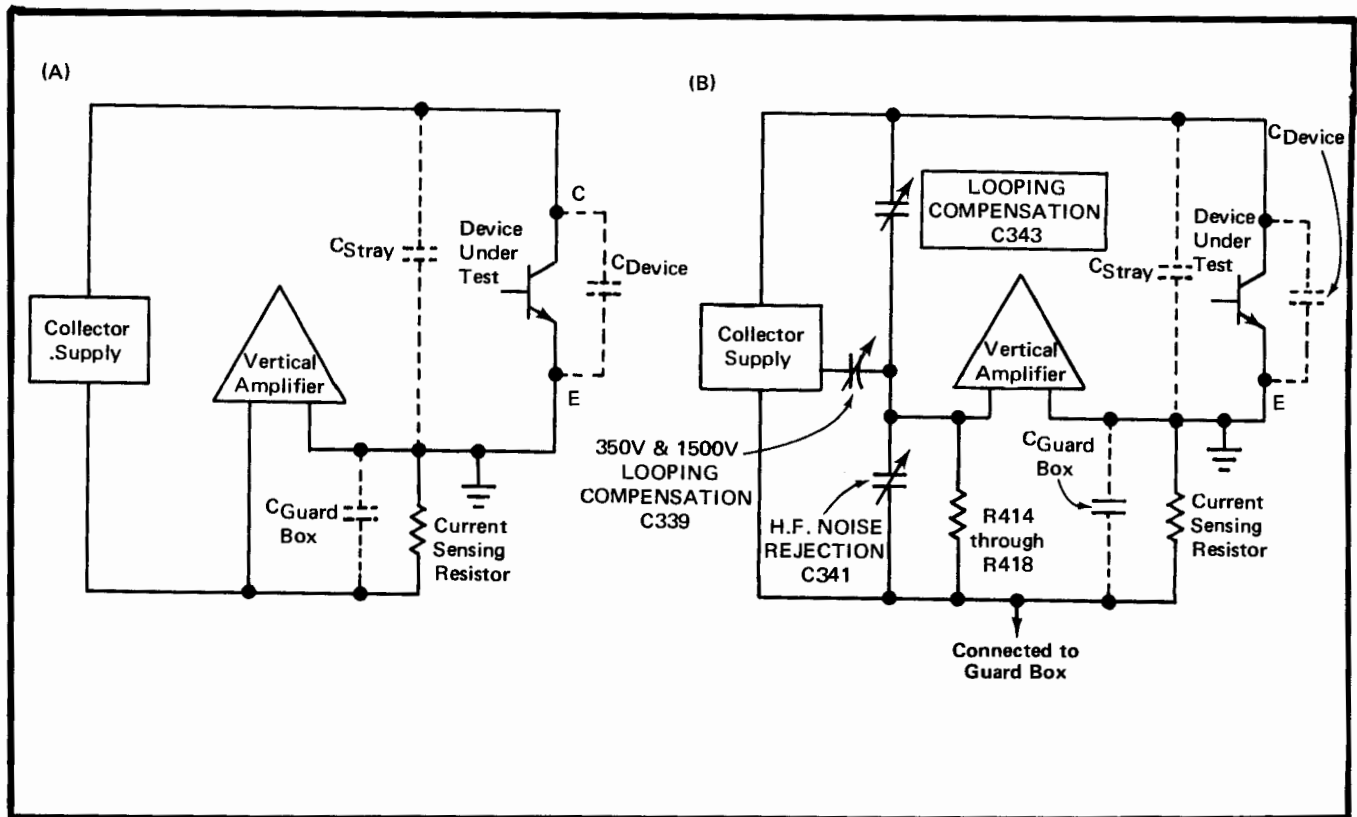 (A)
C
Device
Under
Test
CStray
CDevice
Collector
.Supply
Vertical
Amplifier
E
CGuard
Box
Current
Sensing
Resistor
(B)
CDevice
LOOPING
COMPENSATION
C343
Device
Under
Test
CStray
Collector
Supply
Vertical
Amplifier
E
350V & 1500V
LOOPING
COMPENSATION
C339
CGuard
Box
H.F. NOISE
REJECTION
C341
R414
through
R418
Current
Sensing
Resistor
Connected to
Guard Box